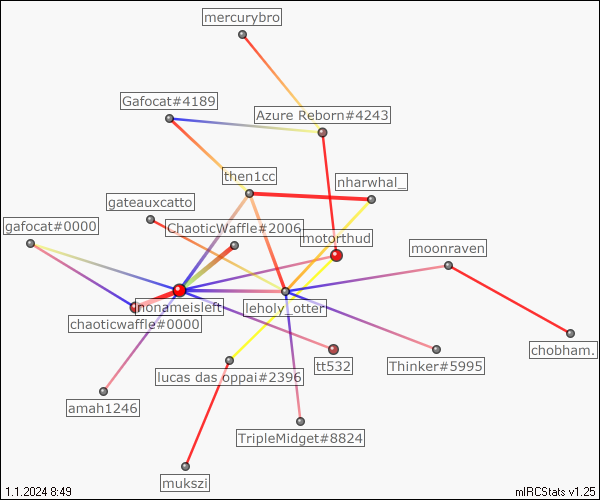 mercurybro
Gafocat#4189
Azure Reborn#4243
then1cc
nharwhal_
gateauxcatto
gafocat#0000
ChaoticWaffle#2006
motorthud
moonraven
nonameisleft
leholy_otter
chaoticwaffle#0000
chobham.
tt532
Thinker#5995
lucas das oppai#2396
amah1246
TripleMidget#8824
mukszi
1.1.2024 8:49
mIRCStats v1.25